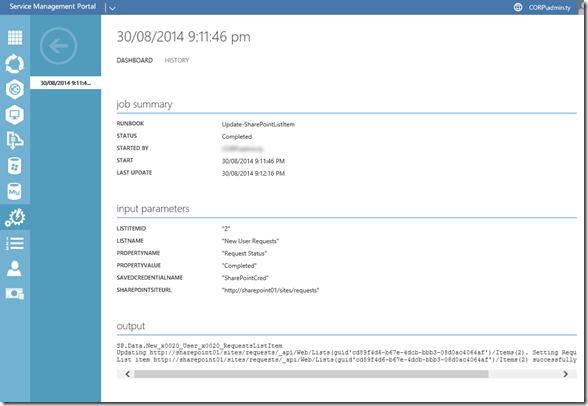 Service Management Portal
CORP\admin.ty
30/08/2014 9:11:4...
30/08/2014 9:11:46 pm
DASHBOARD HISTORY
job summary
RUNBOOK Update-SharePointListItem
STATUS Completed
STARTED BY
START 30/08/2014 9:11:46 PM
LAST UPDATE 30/08/2014 9:12:16 PM
input parameters
LISTITEMID "2"
LISTNAME "New User Requests"
PROPERTYNAME "Request Status"
PROPERTYVALUE "Completed"
SAVEDCREDENTIALNAME "SharePointCred"
SHAREPOINTSITEURL "http://sharepoint01/sites/requests"
output
SP.Data.New_x0020_User_x0020_RequestsListItem
Updating http://sharepoint01/sites/requests/_api/Web/Lists(guid'cd89f4d6-b67e-4dcb-bbb3-08d0ac4064af')/Items(2). Setting Requ
List item http://sharepoint01/sites/requests/_api/Web/Lists(guid'cd89f4d6-b67e-4dcb-bbb3-08d0ac4064af')/Items(2) successfully